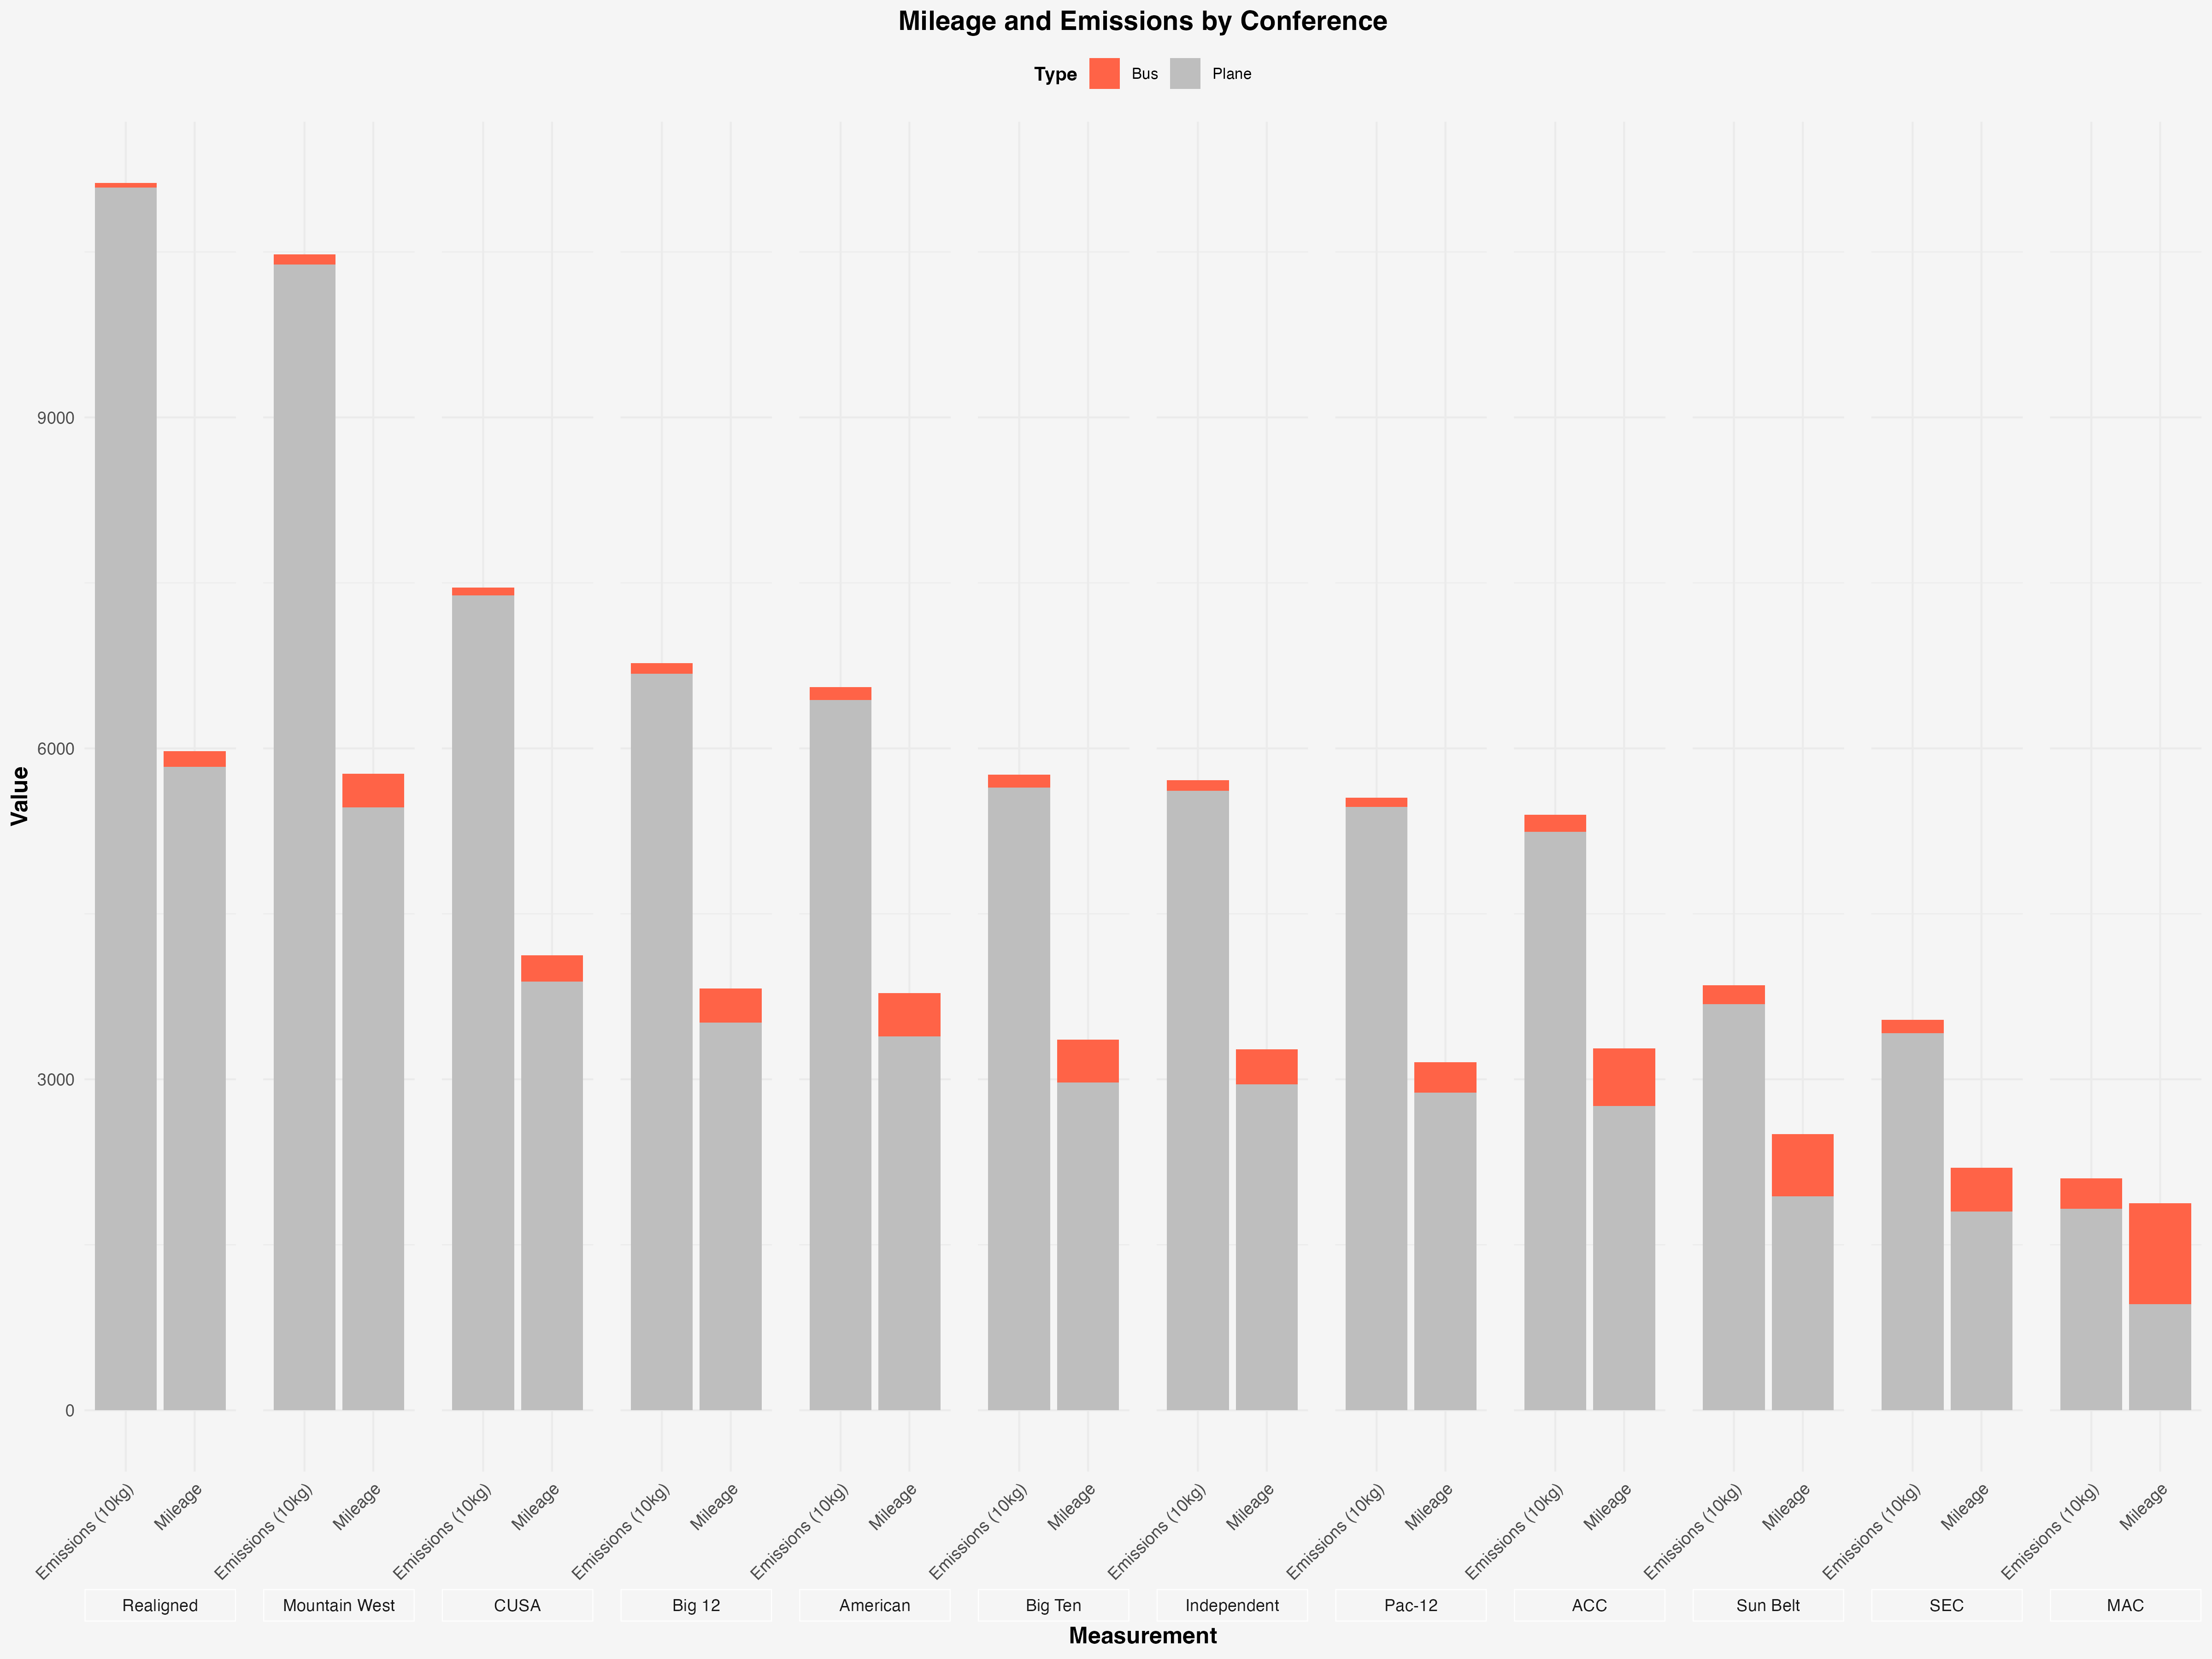 Mileage and Emissions by Conference
Type Bus Plane
Value
9000
6000
3000
0
Emissions (10kg) Mileage Emissions (10kg) Mileage Emissions (10kg) Mileage Emissions (10kg) Mileage Emissions (10kg) Mileage Emissions (10kg) Mileage Emissions (10kg) Mileage Emissions (10kg) Mileage Emissions (10kg) Mileage Emissions (10kg) Mileage Emissions (10kg) Mileage Emissions (10kg) Mileage
Realigned Mountain West CUSA Big 12 American Big Ten Independent Pac-12 ACC Sun Belt SEC MAC
Measurement